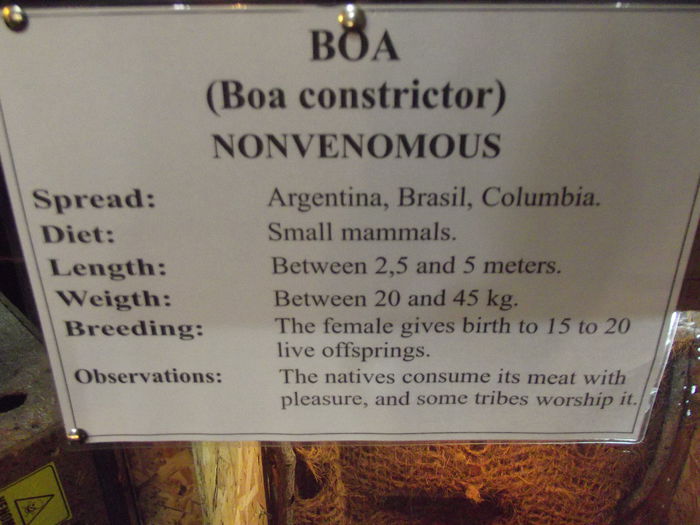 BOA
(Boa constrictor)
NONVENOMOUS
Spread: Argentina, Brasil, Columbia.
Diet: Small mammals.
Length: Between 2,5 and 5 meters.
Weigth: Between 20 and 45 kg.
Breeding: The female gives birth to 15 to 20
live offsprings.
Observations: The natives consume its meat with
pleasure, and some tribes worship it.